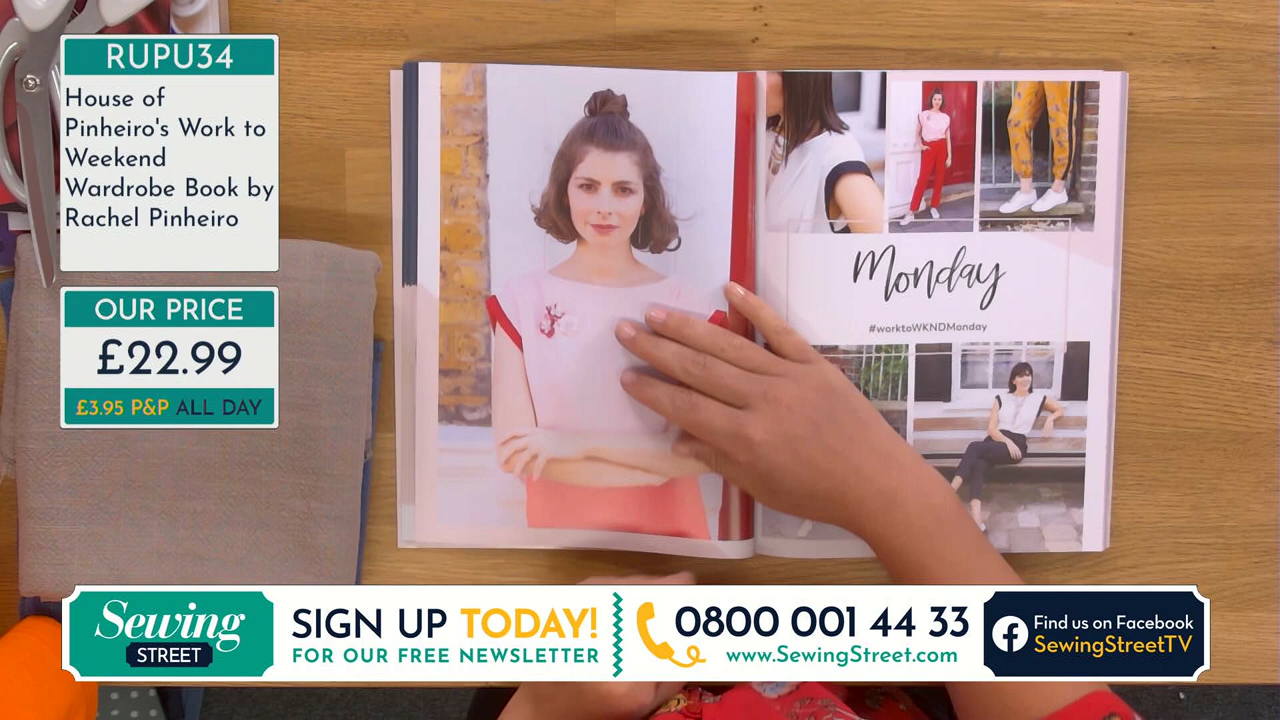 RUPU34
House of
Pinheiro's Work to
Weekend
Wardrobe Book by
Rachel Pinheiro
OUR PRICE
£22.99
£3.95 P&P ALL DAY
Monday
#worktoWKNDMonday
Sewing
STREET
SIGN UP TODAY!
FOR OUR FREE NEWSLETTER
0800 001 44 33
www.SewingStreet.com
Find us on Facebook
SewingStreetTV